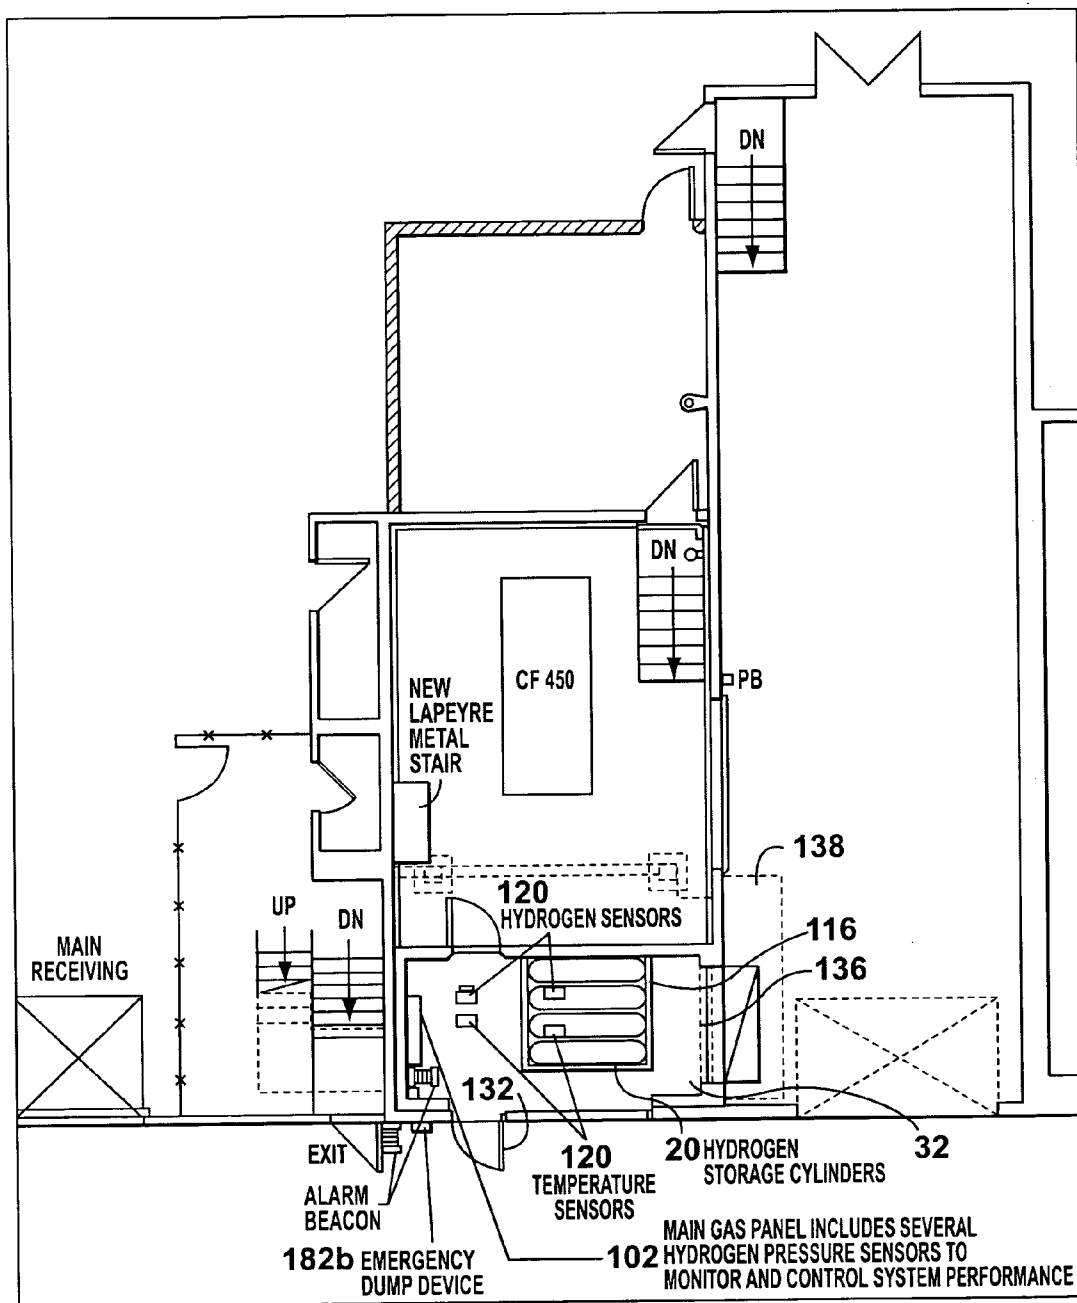 DN
DN
CF 450
PB
NEW
LAPEYRE
METAL
STAIR
138
120
HYDROGEN SENSORS
UP
DN
116
MAIN
RECEIVING
136
132
EXIT
120
TEMPERATURE
SENSORS
20 HYDROGEN
STORAGE CYLINDERS
32
ALARM
BEACON
182b EMERGENCY
DUMP DEVICE
102 MAIN GAS PANEL INCLUDES SEVERAL
HYDROGEN PRESSURE SENSORS TO
MONITOR AND CONTROL SYSTEM PERFORMANCE